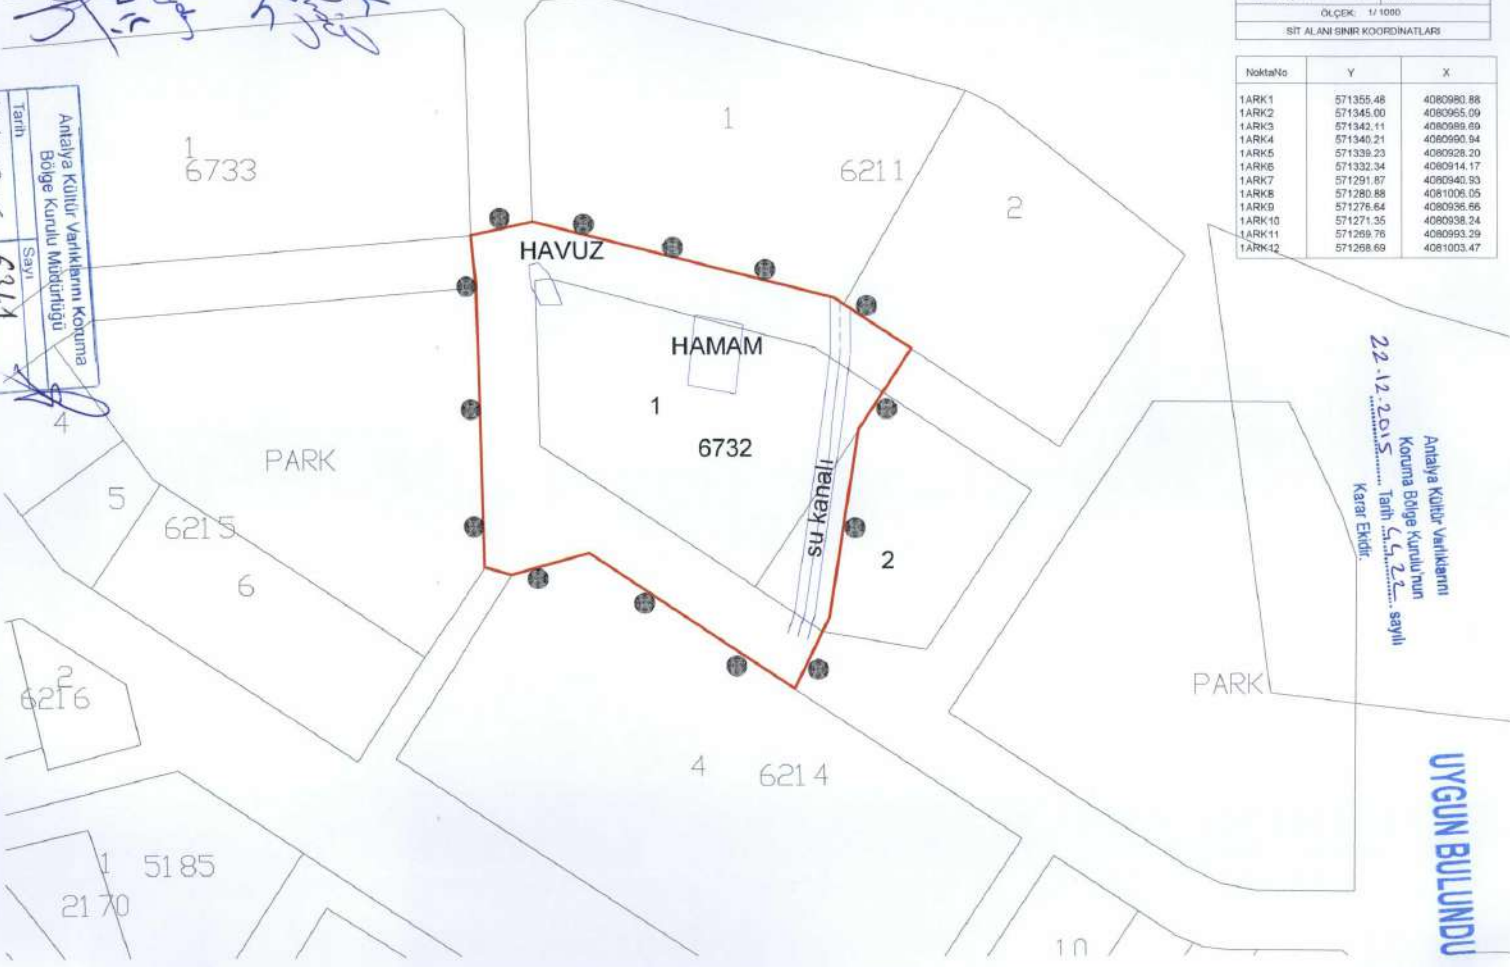 ÖLÇEK: 1/1000
SİT ALANI SINIR KOORDİNATLARI
NoktaNo Y X
1ARK1 571355.46 4080980.88
1ARK2 571345.00 4080965.09
1ARK3 571342.11 4080989.69
1ARK4 571340.21 4080990.94
1ARK5 571339.23 4080928.20
1ARK6 571332.34 4080914.17
1ARK7 571291.87 4080940.93
1ARK8 571280.88 4081006.05
1ARK9 571276.64 4080936.66
1ARK10 571271.35 4080938.24
1ARK11 571269.76 4080993.29
1ARK12 571268.69 4081003.47
Antalya Kültür Varlıklarını Koruma
Bölge Kurulu Müdürlüğü
Tarih
Sayı
1
6733
1
6211
2
HAVUZ
HAMAM
1
6732
su kanalı
2
PARK
4
5
6215
6
2
6216
4 6214
1 5185
2170
10
PARK
Antalya Kültür Varlıklarını
Koruma Bölge Kurulu'nun
22.12.2015 Tarih 4422 sayılı
Karar Ekidir.
UYGUN BULUNDU